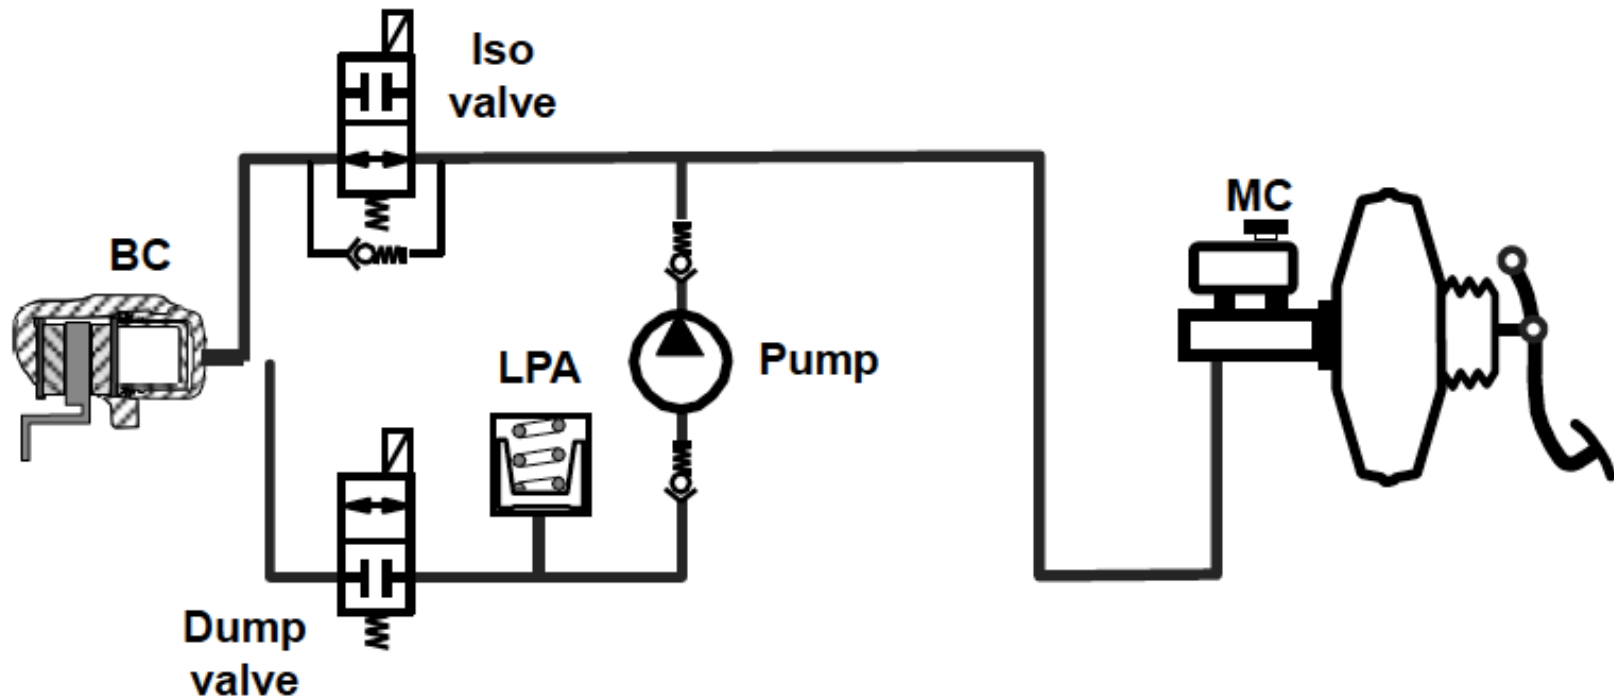 Iso
valve
MC
BC
LPA
Pump
Dump
valve